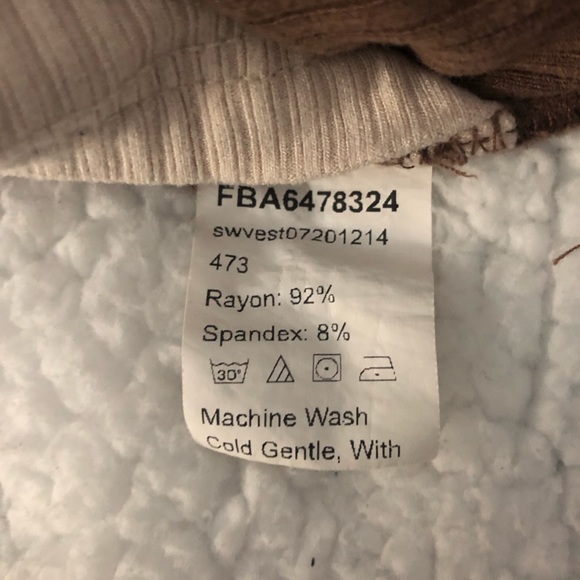 FBA6478324
swvest07201214
473
Rayon: 92%
Spandex: 8%
30°
Machine Wash
Cold Gentle, With